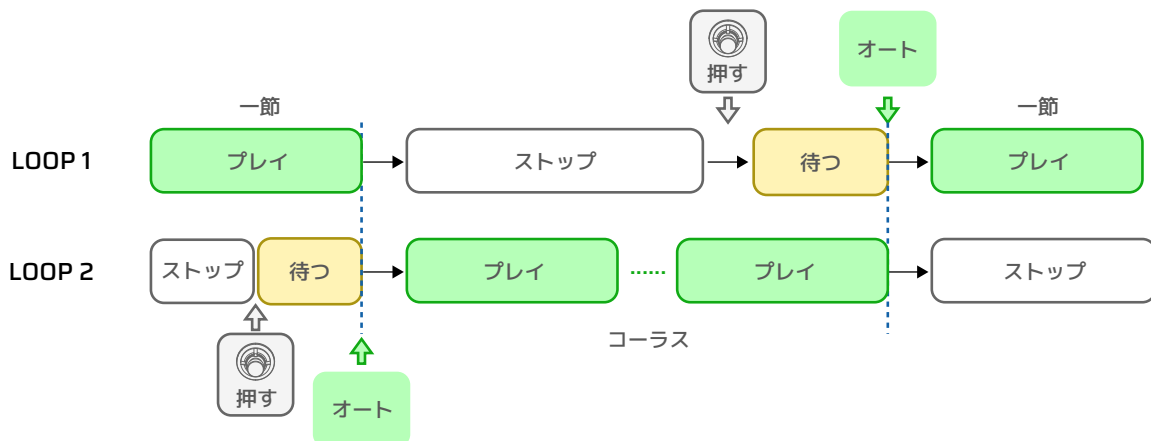 押す
オート
一節
一節
LOOP 1
プレイ
ストップ
待つ
プレイ
LOOP 2
ストップ
待つ
プレイ
......
プレイ
ストップ
コーラス
押す
オート